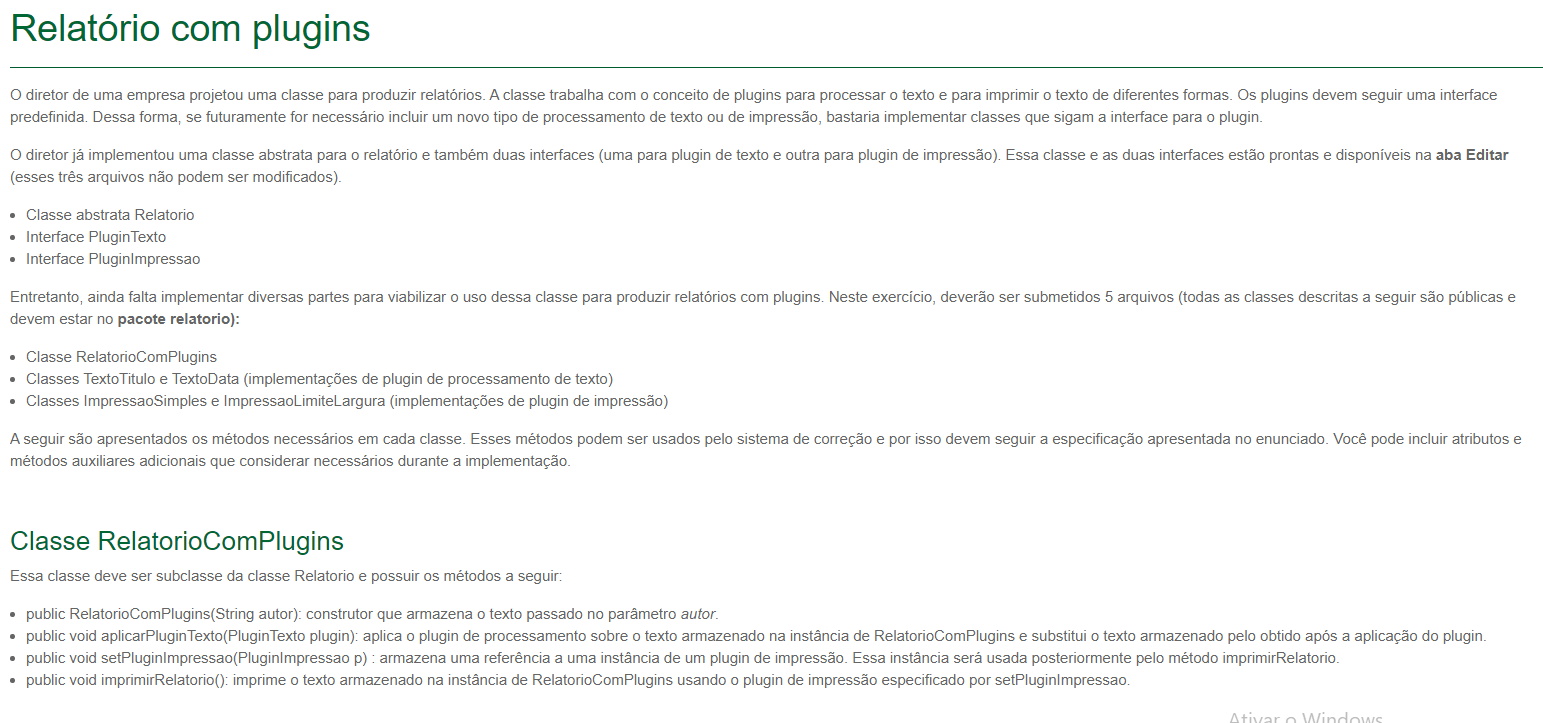 Relatório com plugins
O diretor de uma empresa projetou uma classe para produzir relatórios. A classe trabalha com o conceito de plugins para processar o texto e para imprimir o texto de diferentes formas. Os plugins devem seguir uma interface
predefinida. Dessa forma, se futuramente for necessário incluir um novo tipo de processamento de texto ou de impressão, bastaria implementar classes que sigam a interface para o plugin.
O diretor já implementou uma classe abstrata para o relatório e também duas interfaces (uma para plugin de texto e outra para plugin de impressão). Essa classe e as duas interfaces estão prontas e disponíveis na aba Editar
(esses três arquivos não podem ser modificados).
• Classe abstrata Relatorio
• Interface PluginTexto
• Interface PluginImpressao
Entretanto, ainda falta implementar diversas partes para viabilizar o uso dessa classe para produzir relatórios com plugins. Neste exercício, deverão ser submetidos 5 arquivos (todas as classes descritas a seguir são públicas e
devem estar no pacote relatorio):
• Classe RelatorioComPlugins
• Classes TextoTitulo e TextoData (implementações de plugin de processamento de texto)
• Classes ImpressaoSimples e ImpressaoLimiteLargura (implementações de plugin de impressão)
A seguir são apresentados os métodos necessários em cada classe. Esses métodos podem ser usados pelo sistema de correção e por isso devem seguir a especificação apresentada no enunciado. Você pode incluir atributos e
métodos auxiliares adicionais que considerar necessários durante a implementação.
Classe RelatorioComPlugins
Essa classe deve ser subclasse da classe Relatorio e possuir os métodos a seguir:
• public RelatorioComPlugins(String autor): construtor que armazena o texto passado no parâmetro autor.
• public void aplicarPluginTexto(PluginTexto plugin): aplica o plugin de processamento sobre o texto armazenado na instância de RelatorioComPlugins e substitui o texto armazenado pelo obtido após a aplicação do plugin.
• public void setPluginImpressao(PluginImpressao p) : armazena uma referência a uma instância de um plugin de impressão. Essa instância será usada posteriormente pelo método imprimirRelatorio.
• public void imprimirRelatorio(): imprime o texto armazenado na instância de RelatorioComPlugins usando o plugin de impressão especificado por setPluginImpressao.
Ativar o Windows